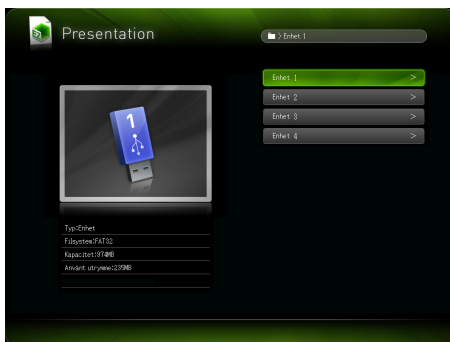 Presentation
> Enhet 1
Enhet 1 >
Enhet 2 >
Enhet 3 >
Enhet 4 >
1
Typ:Enhet
Filsystem:FAT32
Kapacitet:974MB
Använt utrymme:235MB